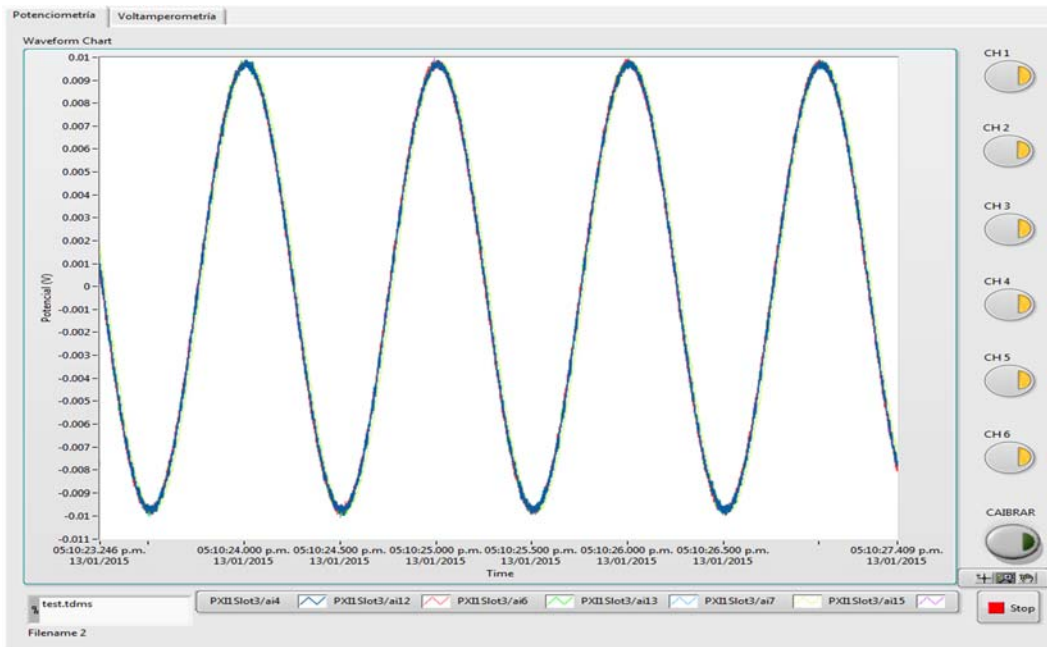 Potenciometría
Voltamperometría
Waveform Chart
0.01
0.009
0.008
0.007
0.006
0.005
0.004
0.003
0.002
0.001
0
-0.001
-0.002
-0.003
-0.004
-0.005
-0.006
-0.007
-0.008
-0.009
-0.01
-0.011
Potencial (V)
05:10:23.246 p.m. 05:10:24.000 p.m. 05:10:24.500 p.m. 05:10:25.000 p.m. 05:10:25.500 p.m. 05:10:26.000 p.m. 05:10:26.500 p.m. 05:10:27.409 p.m.
13/01/2015 13/01/2015 13/01/2015 13/01/2015 13/01/2015 13/01/2015 13/01/2015 13/01/2015
Time
CH 1
CH 2
CH 3
CH 4
CH 5
CH 6
CAIBRAR
test.tdms
PXI1Slot3/ai4 PXI1Slot3/ai12 PXI1Slot3/ai6 PXI1Slot3/ai13 PXI1Slot3/ai7 PXI1Slot3/ai15
Stop
Filename 2